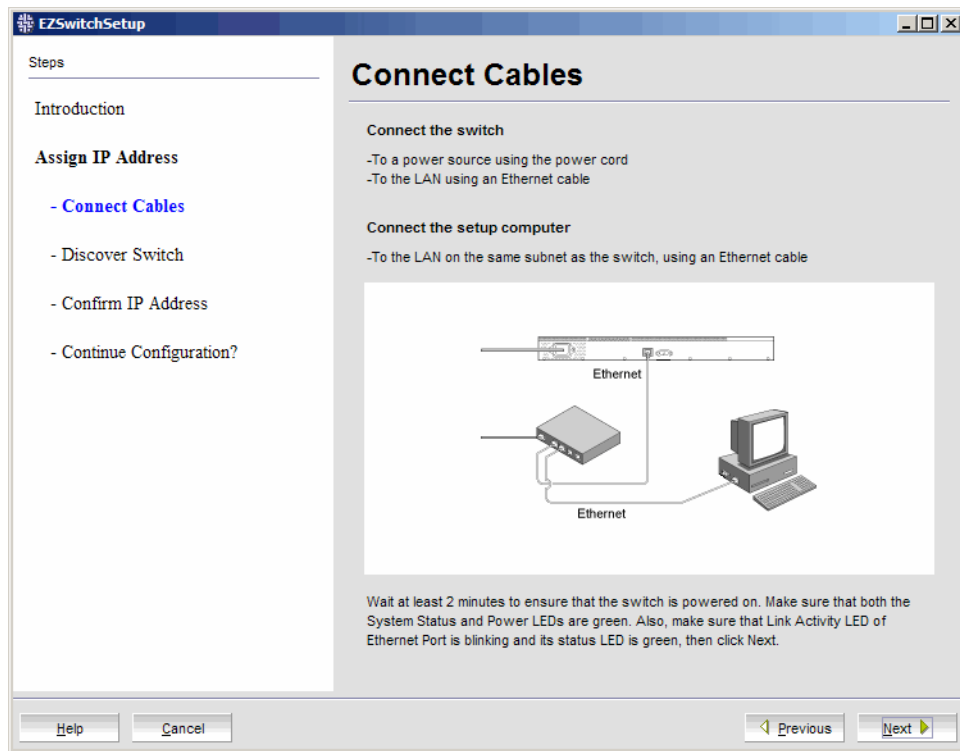 EZSwitchSetup
Steps
Introduction
Assign IP Address
- Connect Cables
- Discover Switch
- Confirm IP Address
- Continue Configuration?
Connect Cables
Connect the switch
-To a power source using the power cord
-To the LAN using an Ethernet cable
Connect the setup computer
-To the LAN on the same subnet as the switch, using an Ethernet cable
Ethernet
Ethernet
Wait at least 2 minutes to ensure that the switch is powered on. Make sure that both the
System Status and Power LEDs are green. Also, make sure that Link Activity LED of
Ethernet Port is blinking and its status LED is green, then click Next.
Help
Cancel
Previous
Next